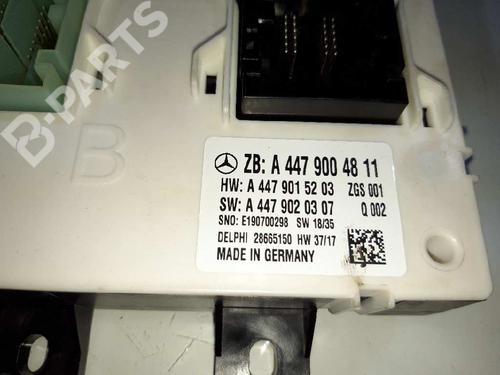 B-PARTS
B
ZB: A 447 900 48 11
HW: A 447 901 52 03 ZGS 001
SW: A 447 902 03 07 Q 002
SNO: E190700298 SW 18/35
DELPHI 28665150 HW 37/17
MADE IN GERMANY